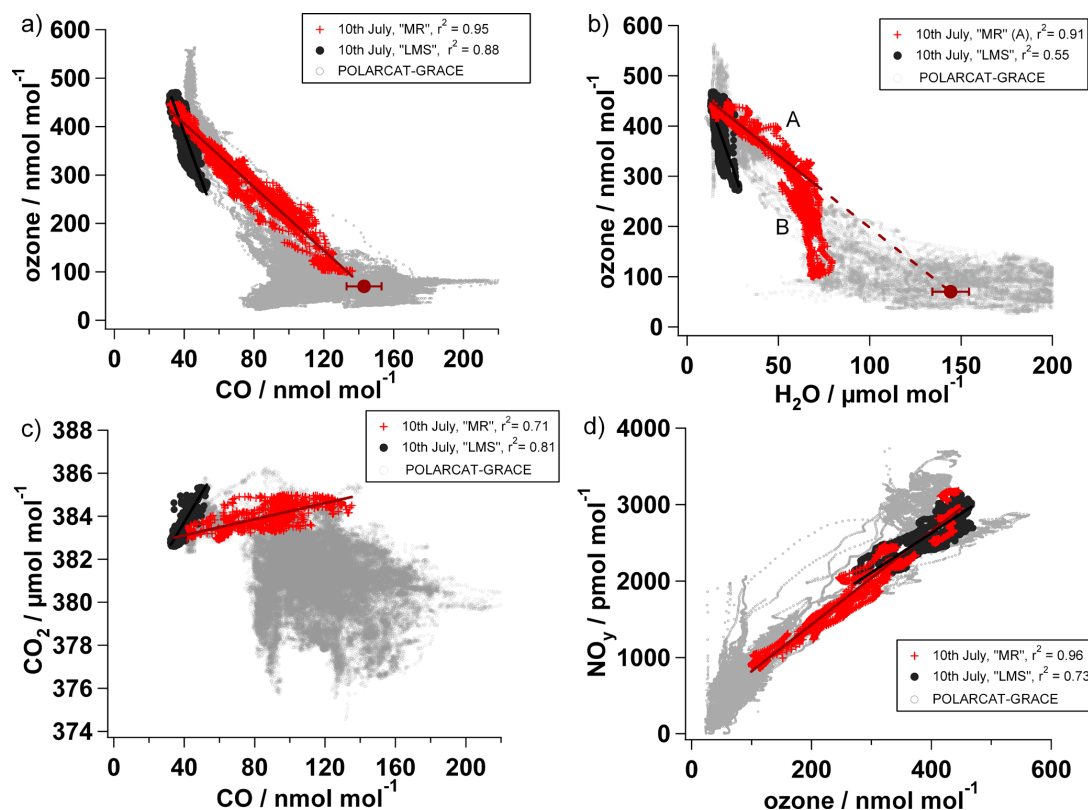 a)
10th July, "MR", r² = 0.95
10th July, "LMS", r² = 0.88
POLARCAT-GRACE
600
500
400
300
200
100
0
ozone / nmol mol⁻¹
0 40 80 120 160 200
CO / nmol mol⁻¹
b)
10th July, "MR" (A), r² = 0.91
10th July, "LMS", r² = 0.55
POLARCAT-GRACE
A
B
600
500
400
300
200
100
0
ozone / nmol mol⁻¹
0 50 100 150 200
H₂O / µmol mol⁻¹
c)
10th July, "MR", r² = 0.71
10th July, "LMS", r² = 0.81
POLARCAT-GRACE
388
386
384
382
380
378
376
374
CO₂ / µmol mol⁻¹
0 40 80 120 160 200
CO / nmol mol⁻¹
d)
4000
3000
2000
1000
0
NOy / pmol mol⁻¹
10th July, "MR", r² = 0.96
10th July, "LMS", r² = 0.73
POLARCAT-GRACE
0 200 400 600
ozone / nmol mol⁻¹